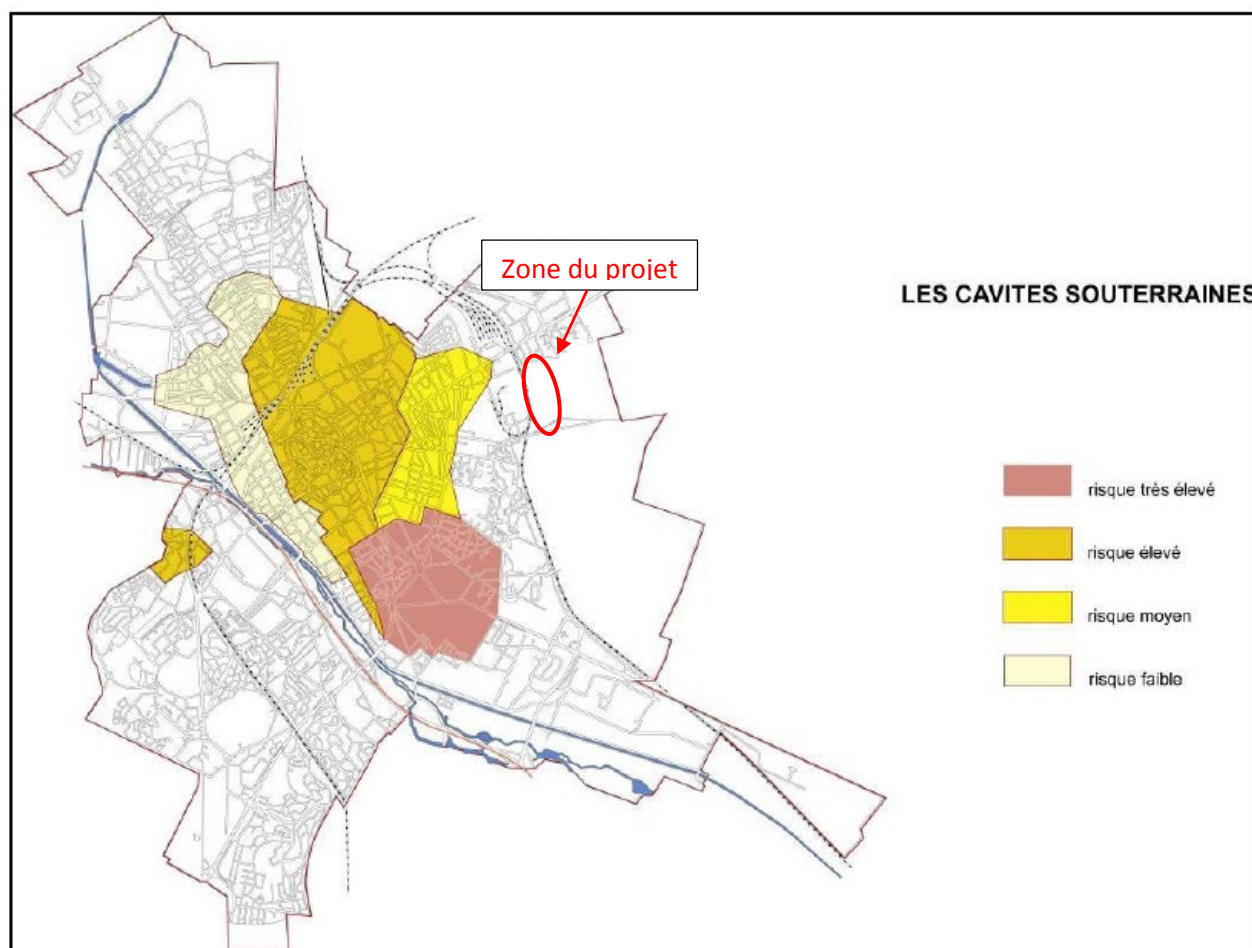 Zone du projet
LES CAVITES SOUTERRAINES
risque très élevé
risque élevé
risque moyen
risque faible